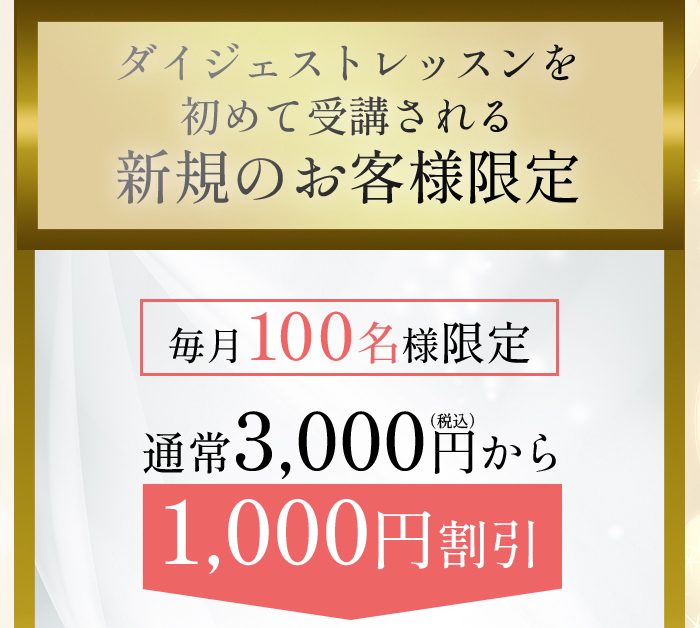 ダイジェストレッスンを
初めて受講される
新規のお客様限定
毎月100名様限定
通常3,000円(税込)から
1,000円割引